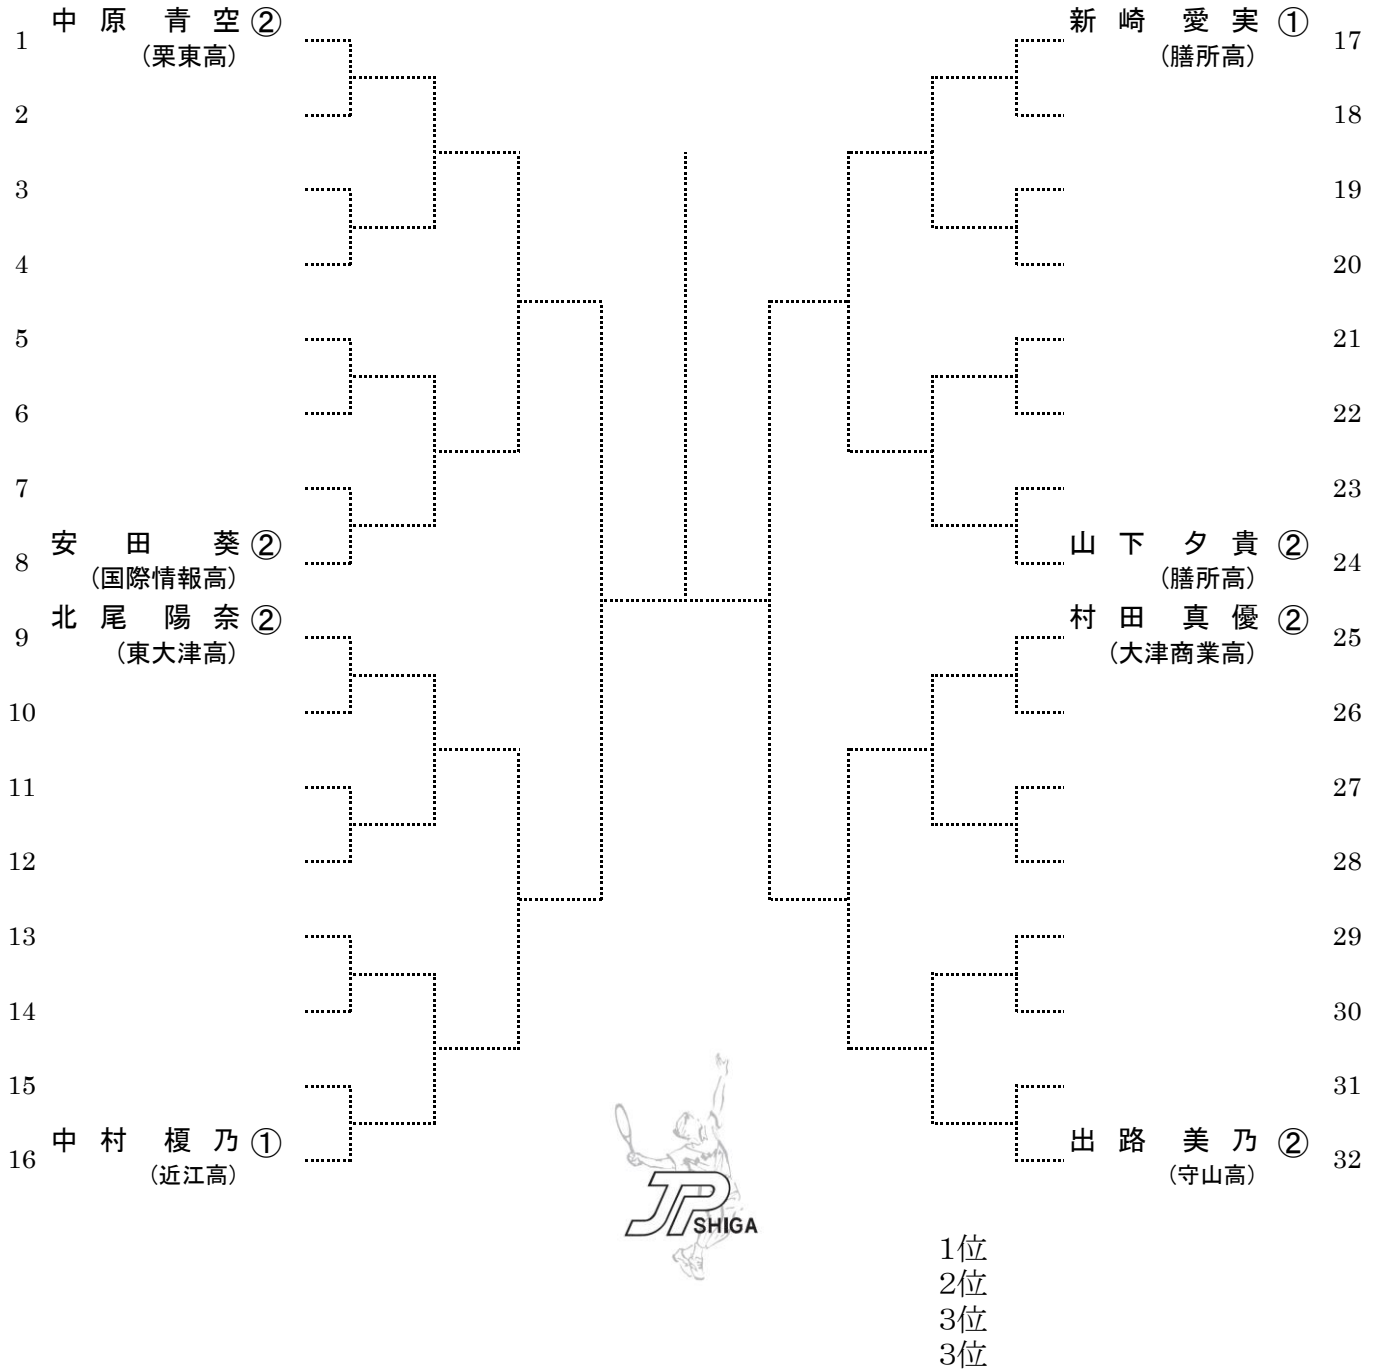 1 中原 青空 ②
(栗東高)
2
3
4
5
6
7
8 安田 葵 ②
(国際情報高)
9 北尾 陽奈 ②
(東大津高)
10
11
12
13
14
15
16 中村 榎乃 ①
(近江高)
新崎 愛実 ① 17
(膳所高)
18
19
20
21
22
23
山下 夕貴 ② 24
(膳所高)
村田 真優 ② 25
(大津商業高)
26
27
28
29
30
31
出路 美乃 ② 32
(守山高)
JP SHIGA
1位
2位
3位
3位